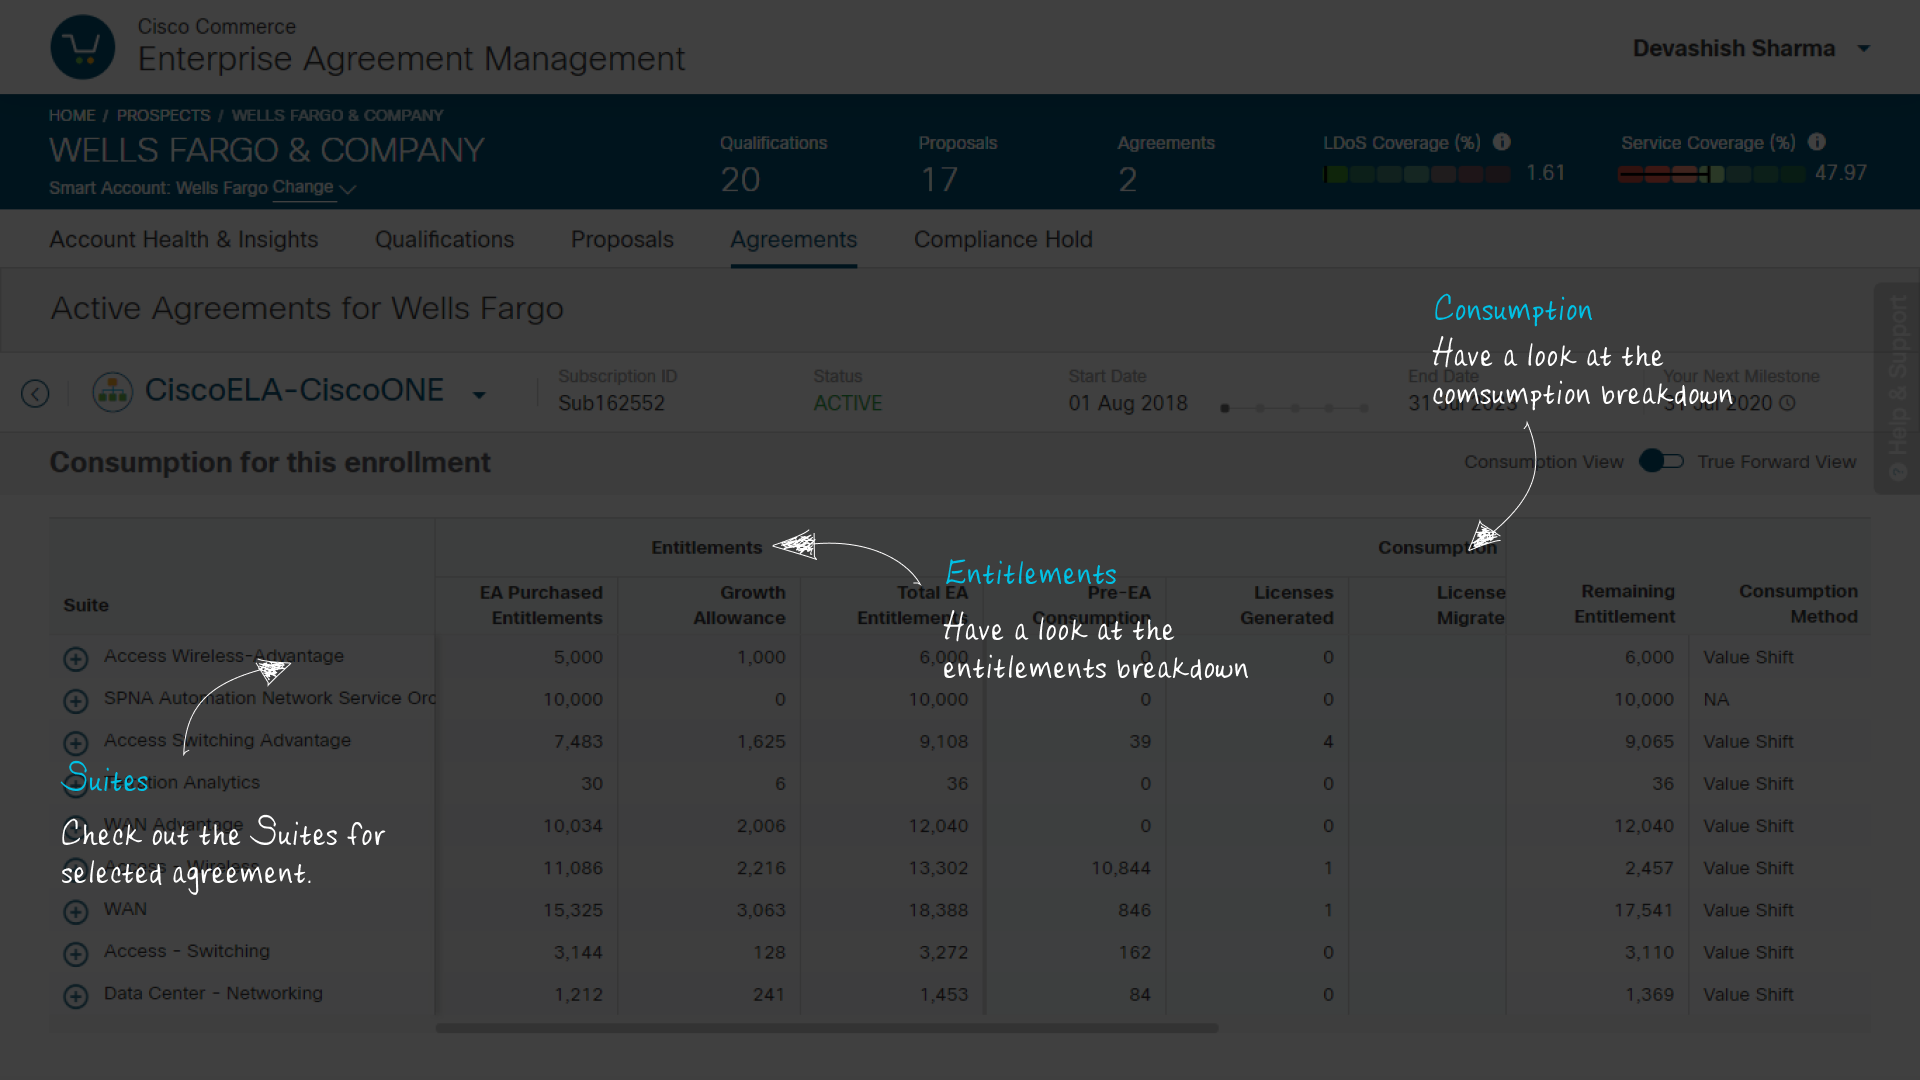 Cisco Commerce
Enterprise Agreement Management
Devashish Sharma
HOME / PROSPECTS / WELLS FARGO & COMPANY
WELLS FARGO & COMPANY
Smart Account: Wells Fargo Change
Qualifications
20
Proposals
17
Agreements
2
LDoS Coverage (%)
1.61
Service Coverage (%)
47.97
Account Health & Insights Qualifications Proposals Agreements Compliance Hold
Active Agreements for Wells Fargo
Help & Support
Consumption
Have a look at the
comsumption breakdown
CiscoELA-CiscoONE
Subscription ID
Sub162552
Status
ACTIVE
Start Date
01 Aug 2018
End Date
31 Jul 2023
Your Next Milestone
31 Jul 2020
Consumption for this enrollment
Consumption View True Forward View
Entitlements
Consumption
Entitlements
Have a look at the
entitlements breakdown
Suite
EA Purchased
Entitlements
Growth
Allowance
Total EA
Entitlements
Pre-EA
Consumption
Licenses
Generated
License
Migrate
Remaining
Entitlement
Consumption
Method
Access Wireless-Advantage 5,000 1,000 6,000 0 0 6,000 Value Shift
SPNA Automation Network Service Orc 10,000 0 10,000 0 0 10,000 NA
Access Switching Advantage 7,483 1,625 9,108 39 4 9,065 Value Shift
Analytics 30 6 36 0 0 36 Value Shift
WAN Advantage 10,034 2,006 12,040 0 0 12,040 Value Shift
Access - Wireless 11,086 2,216 13,302 10,844 1 2,457 Value Shift
WAN 15,325 3,063 18,388 846 1 17,541 Value Shift
Access - Switching 3,144 128 3,272 162 0 3,110 Value Shift
Data Center - Networking 1,212 241 1,453 84 0 1,369 Value Shift
Suites
Check out the Suites for
selected agreement.